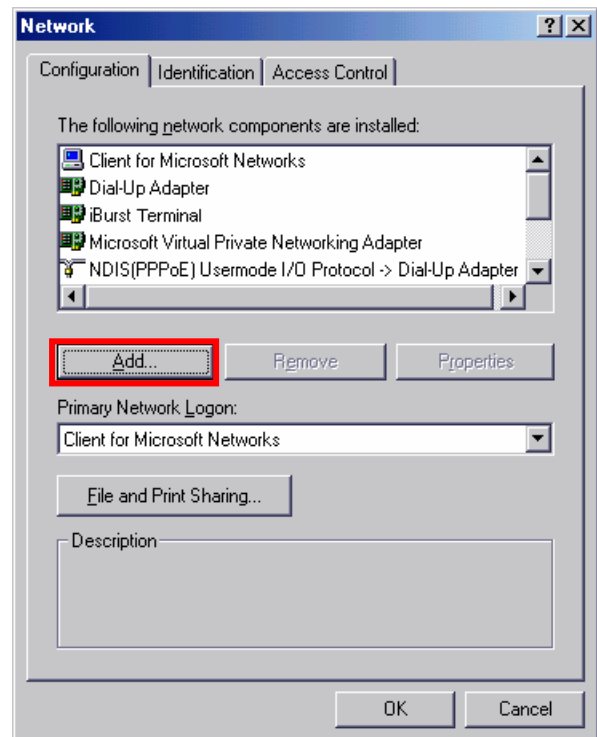 Network
Configuration Identification Access Control
The following network components are installed:
Client for Microsoft Networks
Dial-Up Adapter
iBurst Terminal
Microsoft Virtual Private Networking Adapter
NDIS(PPPoE) Usermode I/O Protocol -> Dial-Up Adapter
Add... Remove Properties
Primary Network Logon:
Client for Microsoft Networks
File and Print Sharing...
Description
OK Cancel